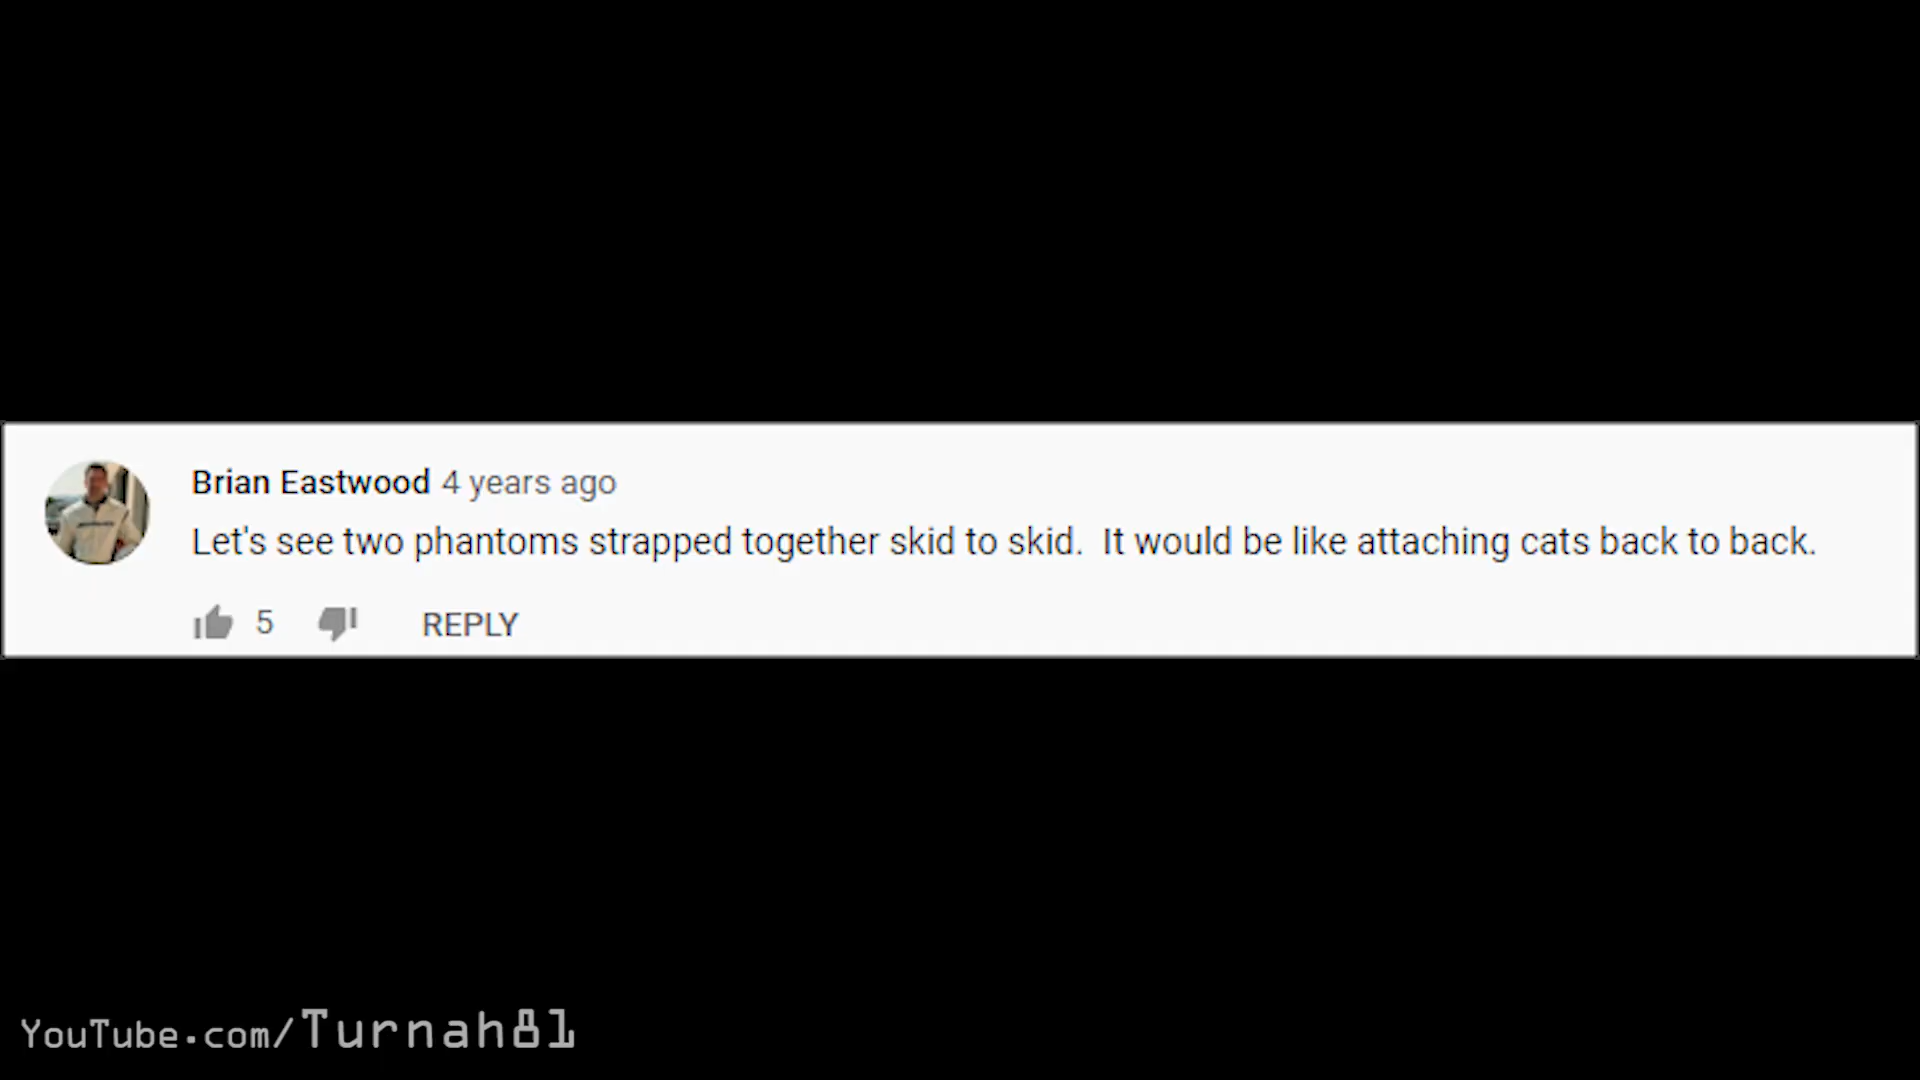 Brian Eastwood 4 years ago
Let's see two phantoms strapped together skid to skid.  It would be like attaching cats back to back.
5 REPLY
YouTube.com/Turnah81